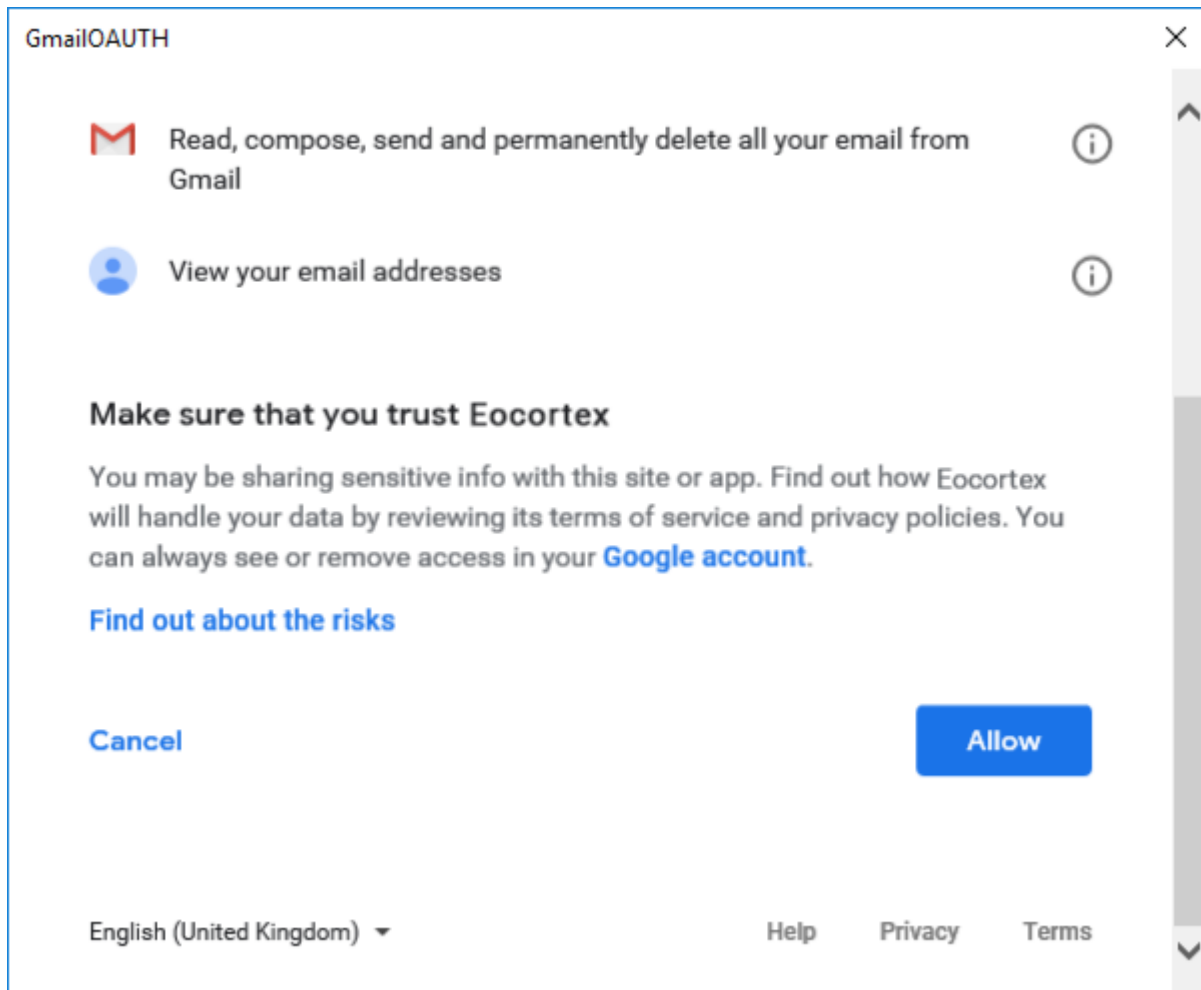 GmailOAUTH
Read, compose, send and permanently delete all your email from
Gmail
View your email addresses
Make sure that you trust Eocortex
You may be sharing sensitive info with this site or app. Find out how Eocortex
will handle your data by reviewing its terms of service and privacy policies. You
can always see or remove access in your Google account.
Find out about the risks
Cancel
Allow
English (United Kingdom)
Help
Privacy
Terms